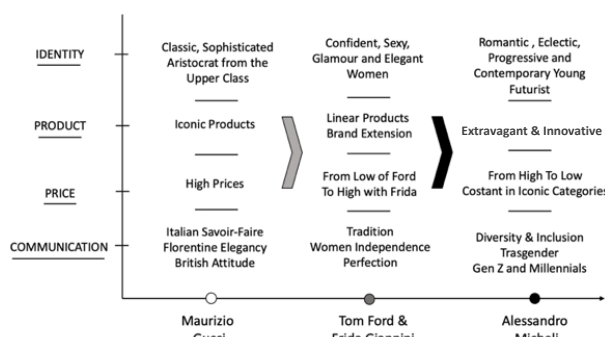 IDENTITY
Classic, Sophisticated
Aristocrat from the
Upper Class
Confident, Sexy,
Glamour and Elegant
Women
Romantic , Eclectic,
Progressive and
Contemporary Young
Futurist
PRODUCT
Iconic Products
Linear Products
Brand Extension
Extravagant & Innovative
PRICE
High Prices
From Low of Ford
To High with Frida
From High To Low
Costant in Iconic Categories
COMMUNICATION
Italian Savoir-Faire
Florentine Elegancy
British Attitude
Tradition
Women Independence
Perfection
Diversity & Inclusion
Trasgender
Gen Z and Millennials
Maurizio
Gucci
Tom Ford &
Frida Giannini
Alessandro